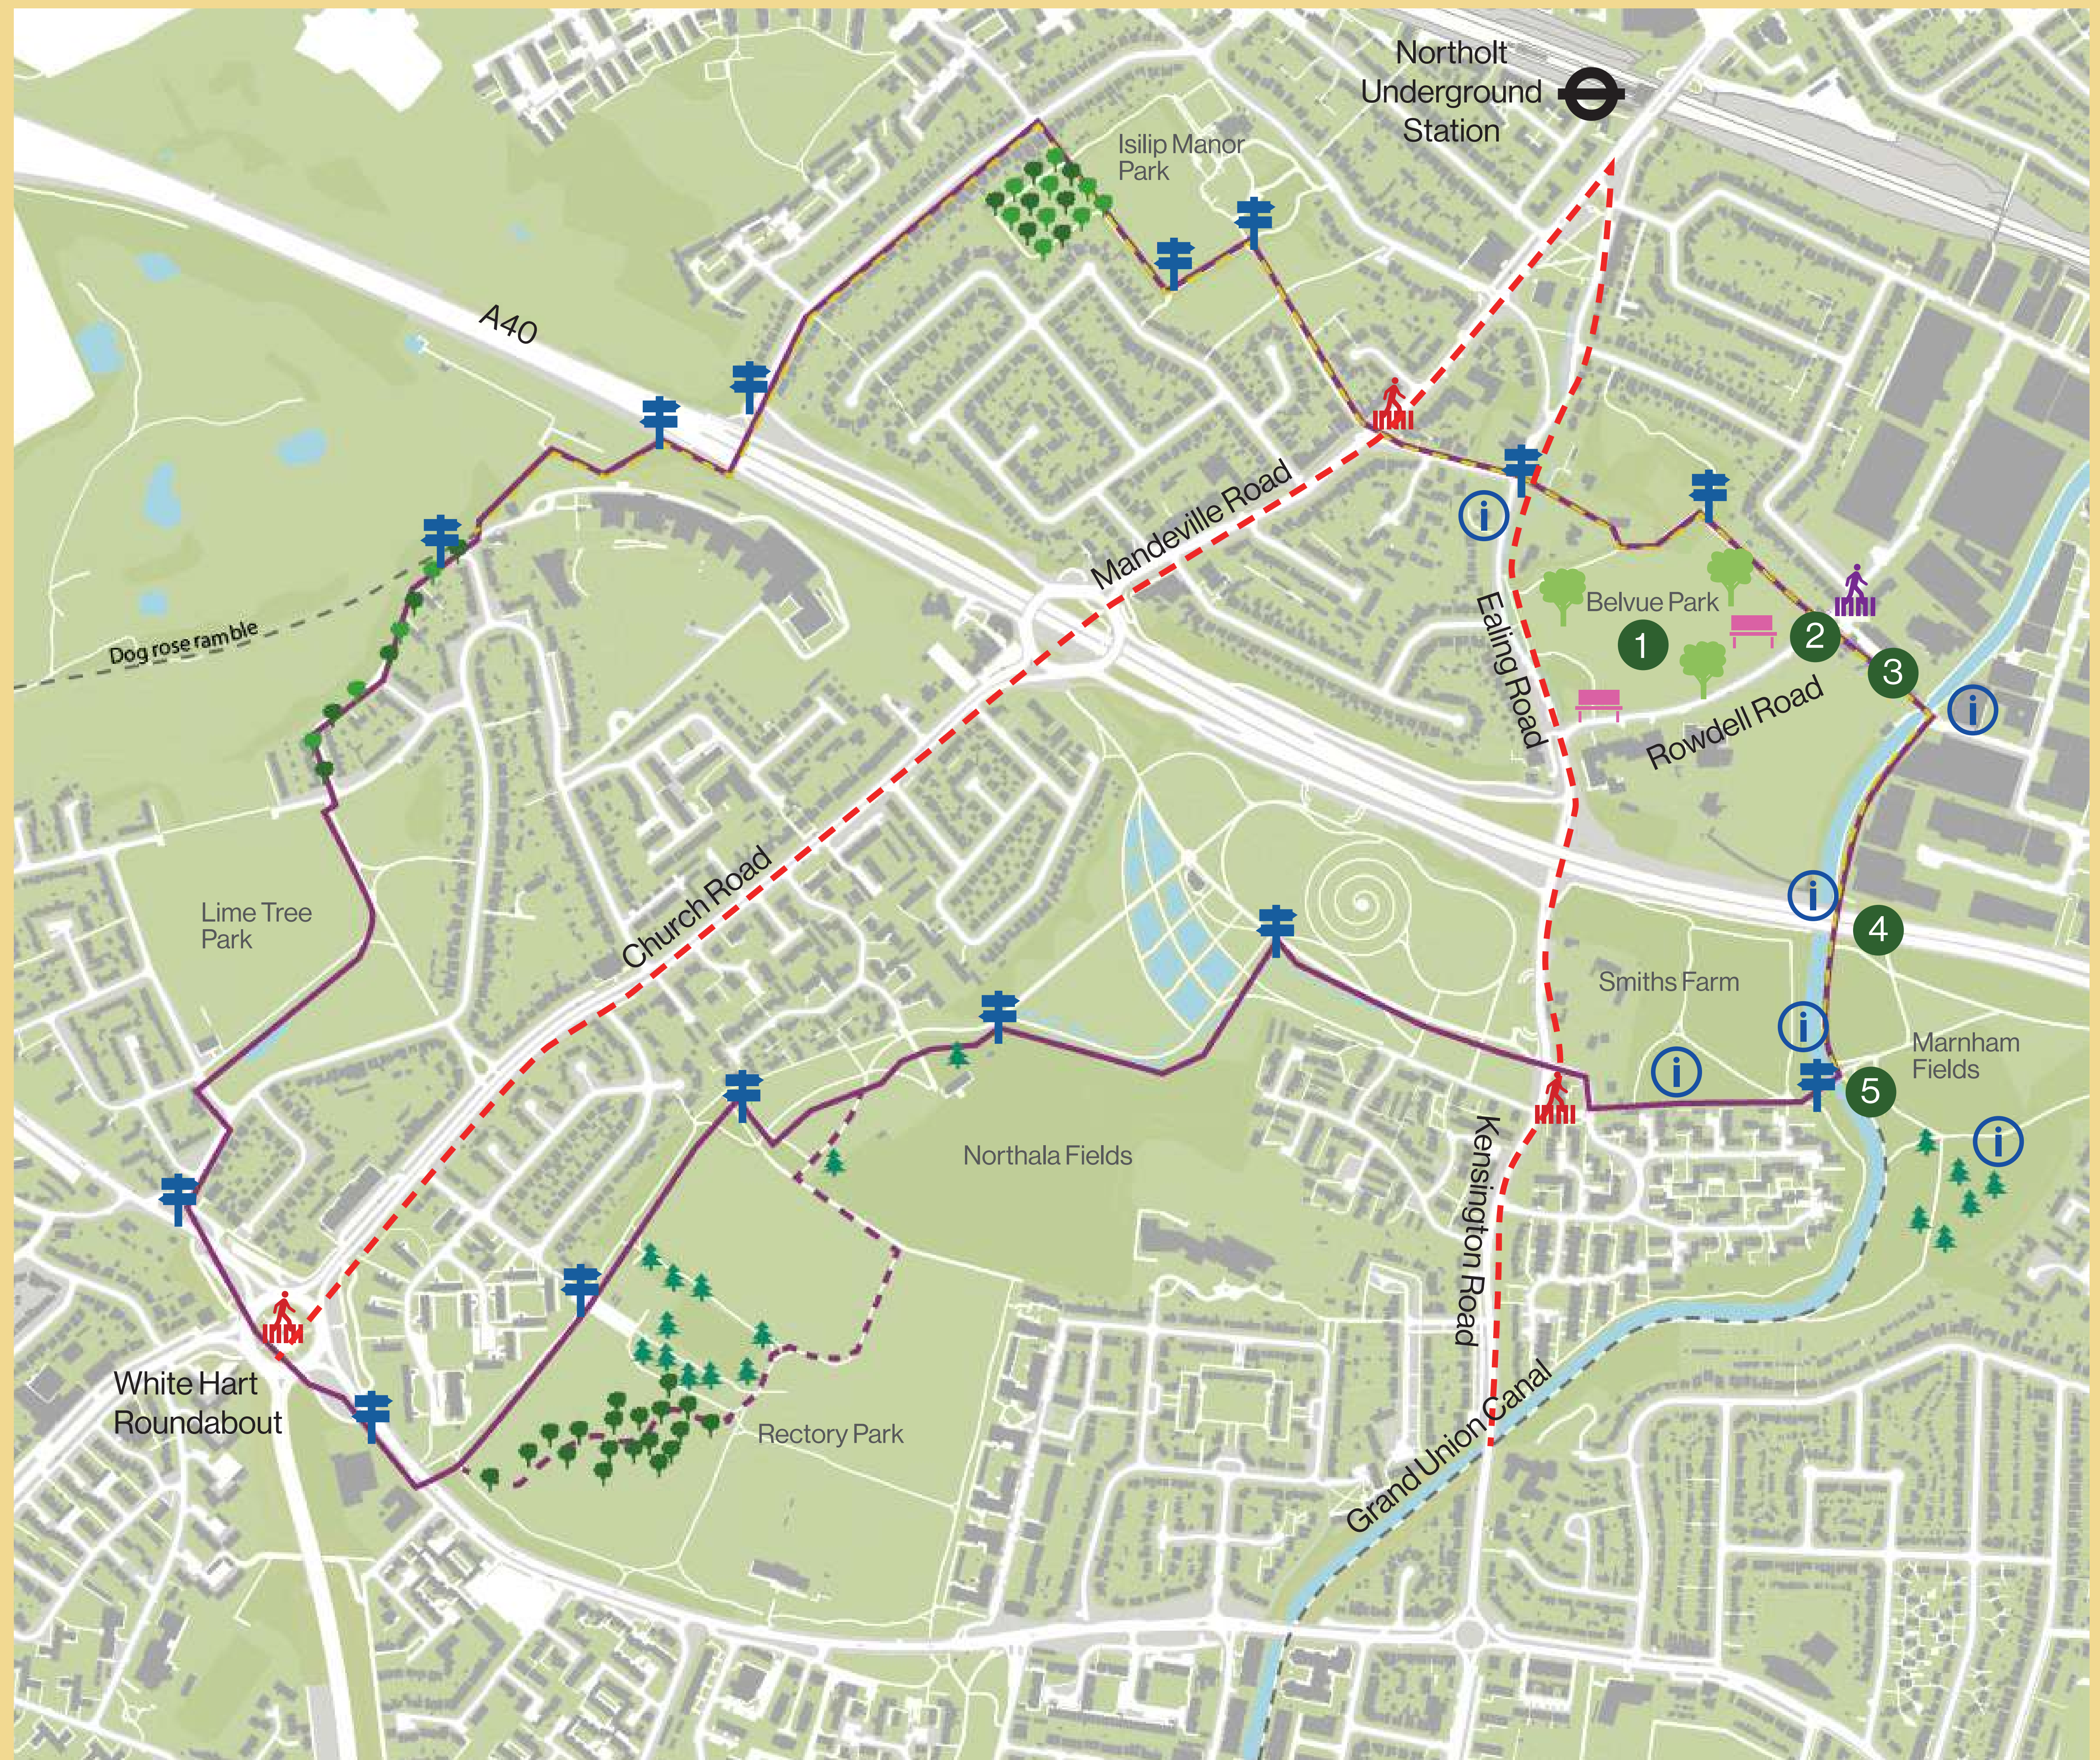 Northolt
Underground
Station
Isilip Manor
Park
A40
Mandeville Road
i
Belvue Park
1
2
3
i
Ealing Road
Rowdell Road
Dog rose ramble
Church Road
Lime Tree
Park
i
4
Smiths Farm
i
i
Marnham
Fields
5
i
Northala Fields
Kensington Road
White Hart
Roundabout
Rectory Park
Grand Union Canal